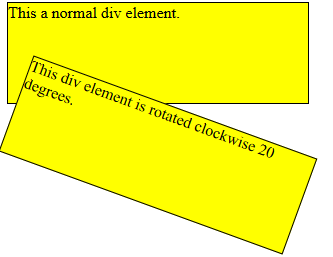 This a normal div element.
This div element is rotated clockwise 20
degrees.